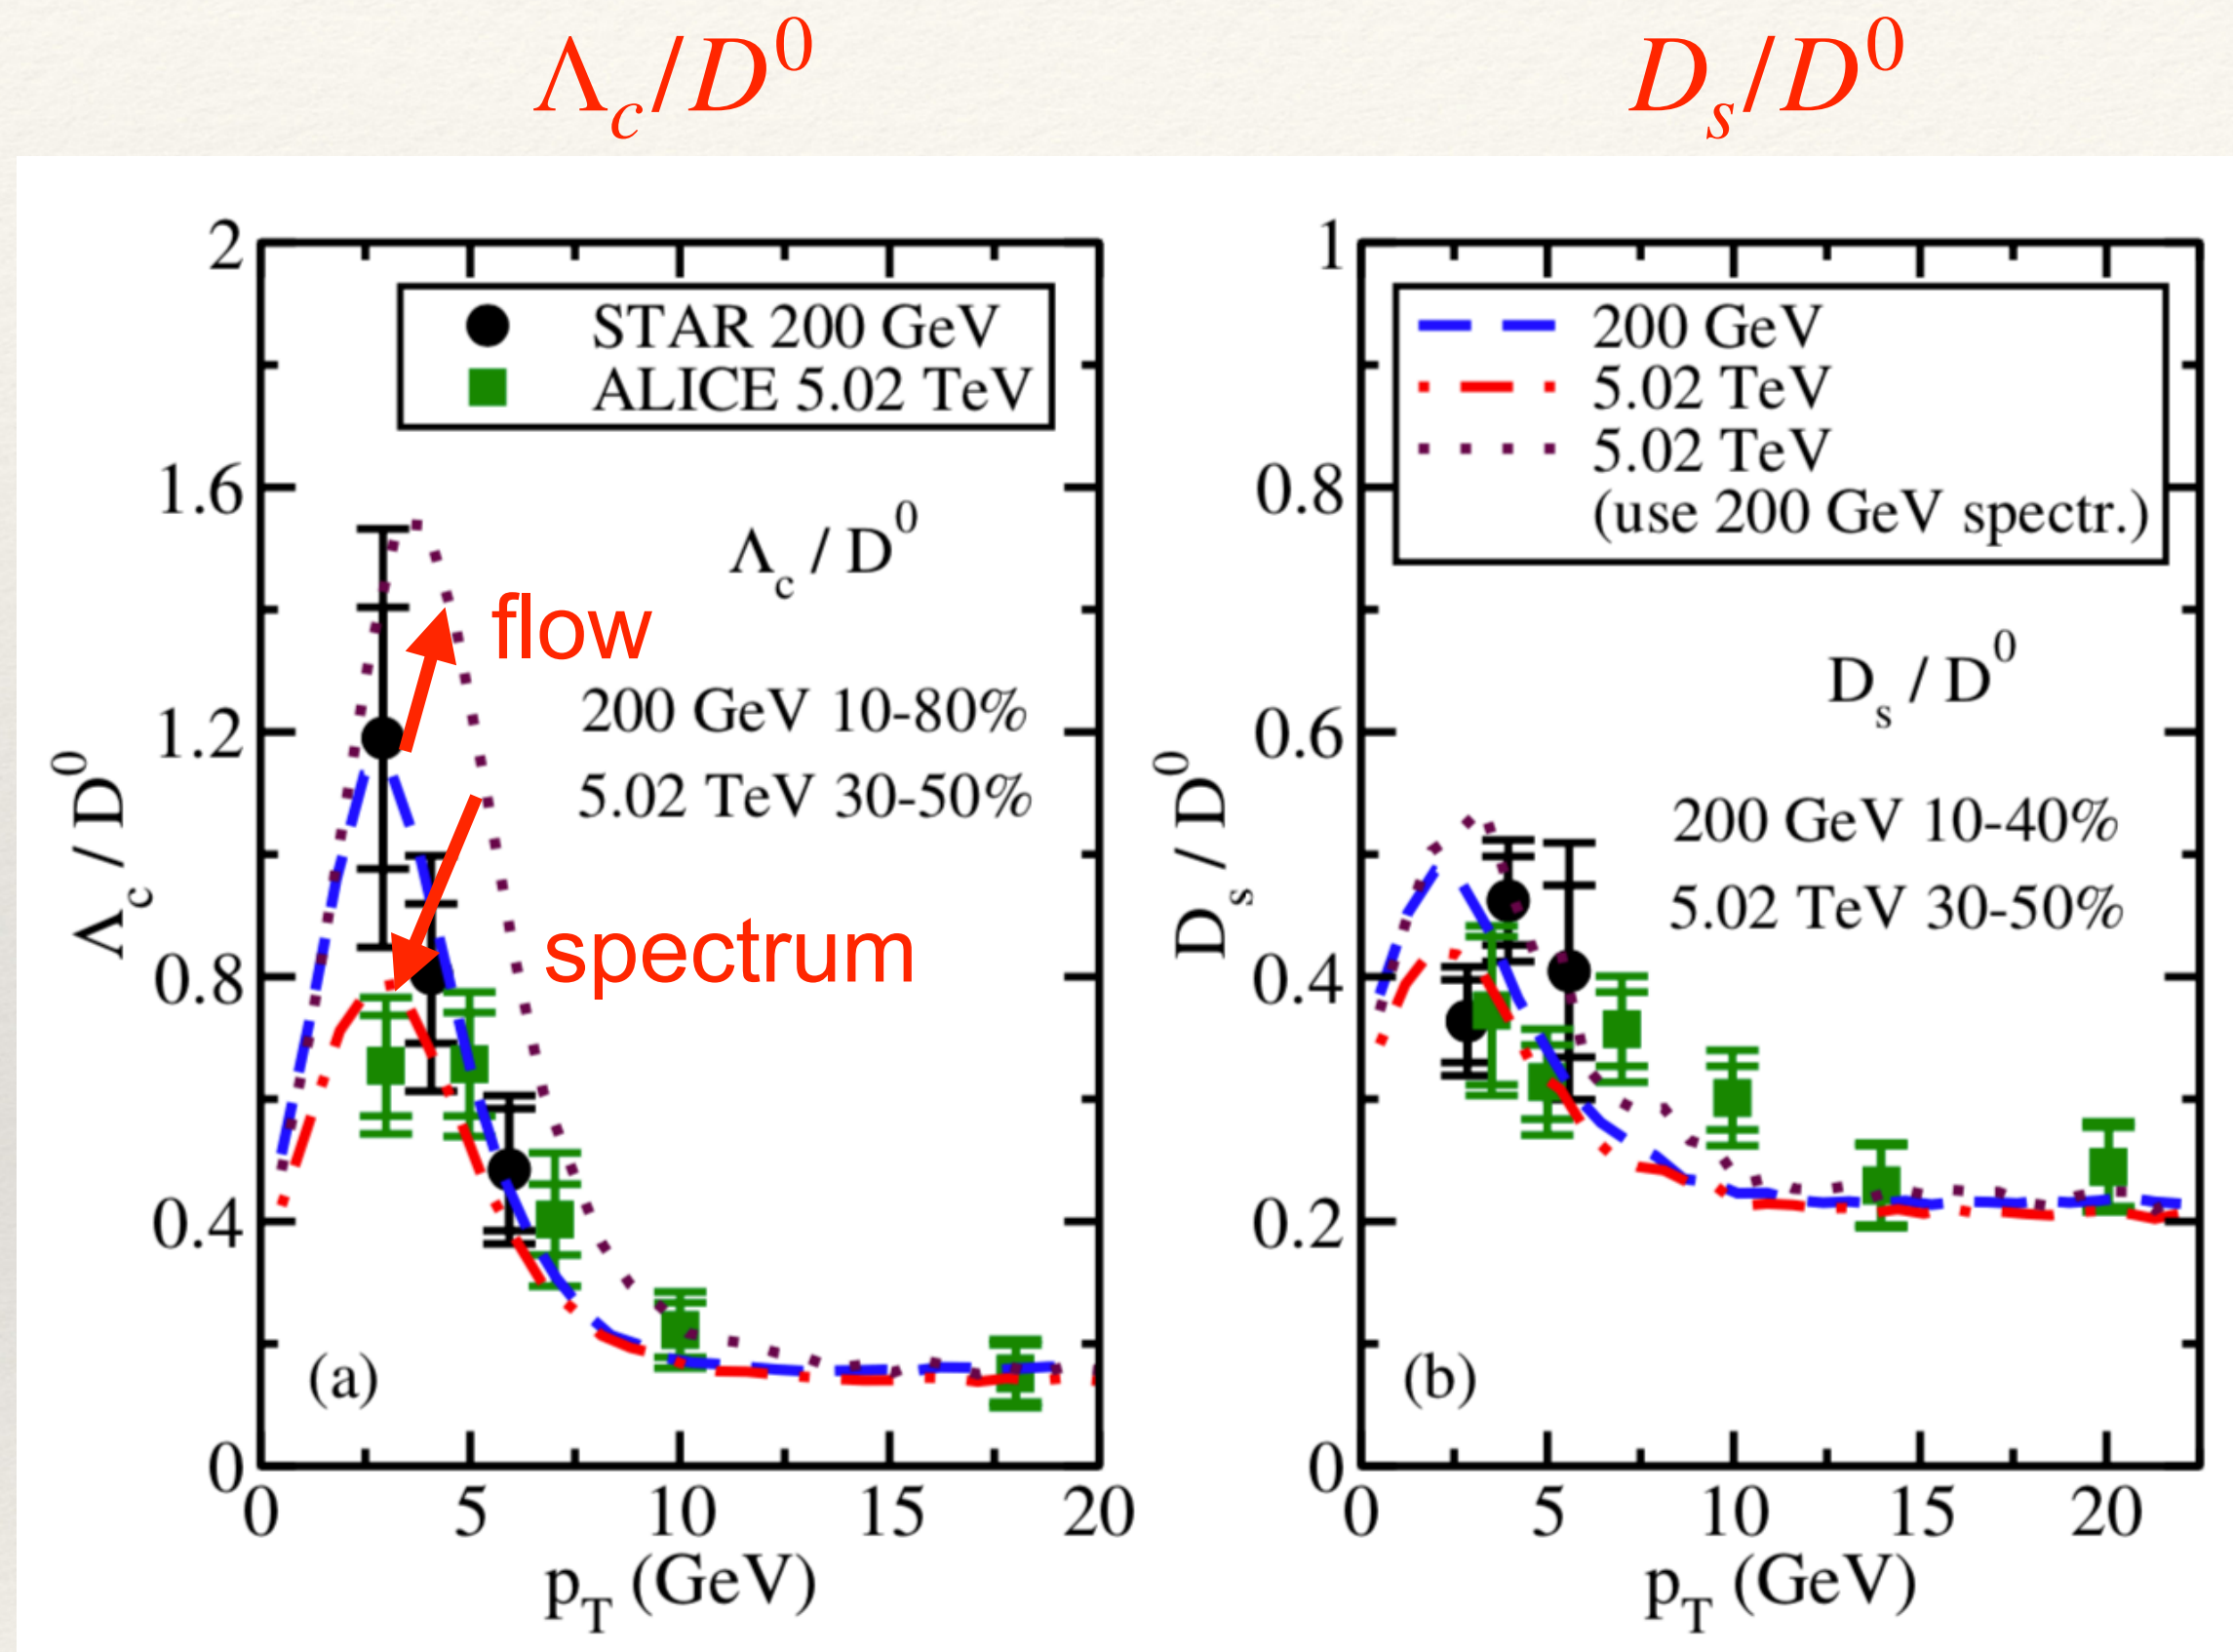 Λc/D⁰
Ds/D⁰
2
1.6
1.2
0.8
0.4
0
Λc / D⁰
STAR 200 GeV
ALICE 5.02 TeV
Λc / D⁰
flow
200 GeV 10-80%
5.02 TeV 30-50%
spectrum
(a)
0 5 10 15 20
pT (GeV)
1
0.8
0.6
0.4
0.2
0
Ds / D⁰
200 GeV
5.02 TeV
5.02 TeV
(use 200 GeV spectr.)
Ds / D⁰
200 GeV 10-40%
5.02 TeV 30-50%
(b)
0 5 10 15 20
pT (GeV)